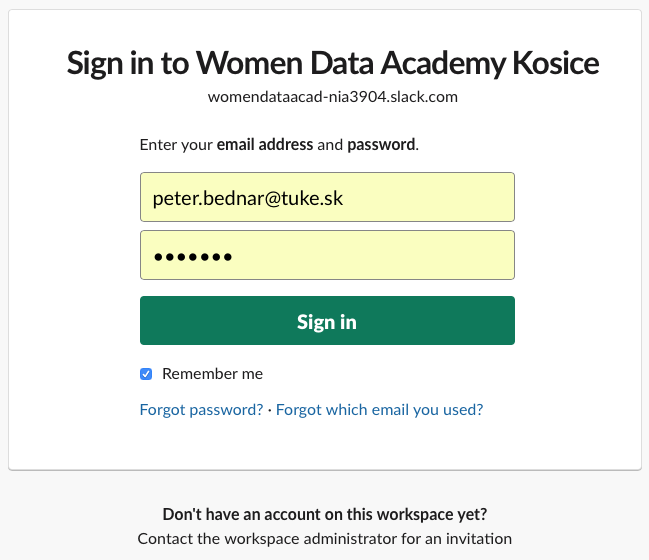 Sign in to Women Data Academy Kosice
womendataacad-nia3904.slack.com
Enter your email address and password.
peter.bednar@tuke.sk
•••••••
Sign in
Remember me
Forgot password? · Forgot which email you used?
Don't have an account on this workspace yet?
Contact the workspace administrator for an invitation